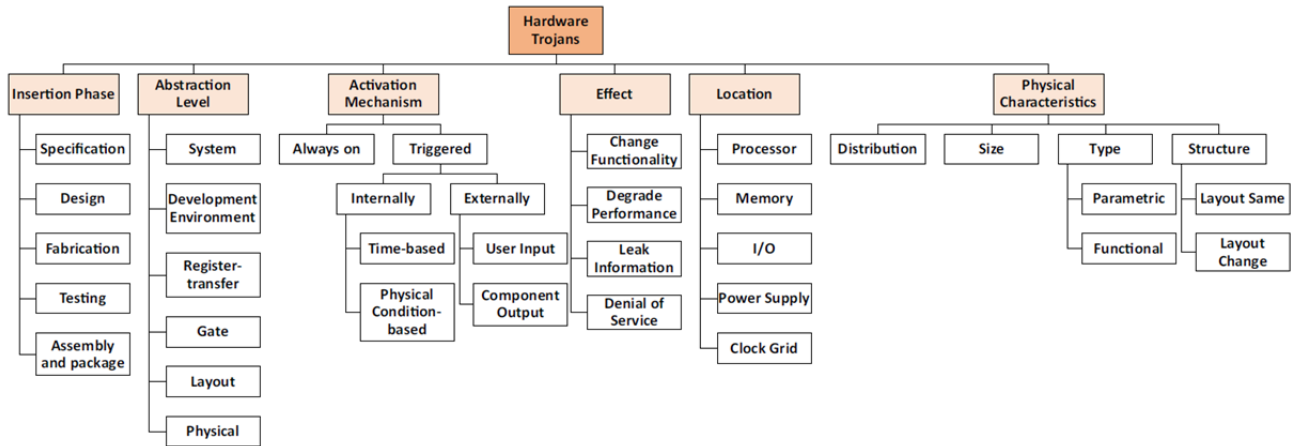 Hardware
Trojans
Insertion Phase
Abstraction
Level
Activation
Mechanism
Effect
Location
Physical
Characteristics
Specification
Design
Fabrication
Testing
Assembly
and package
System
Development
Environment
Register-
transfer
Gate
Layout
Physical
Always on
Triggered
Internally
Externally
Time-based
Physical
Condition-
based
User Input
Component
Output
Change
Functionality
Degrade
Performance
Leak
Information
Denial of
Service
Processor
Memory
I/O
Power Supply
Clock Grid
Distribution
Size
Type
Structure
Parametric
Functional
Layout Same
Layout
Change